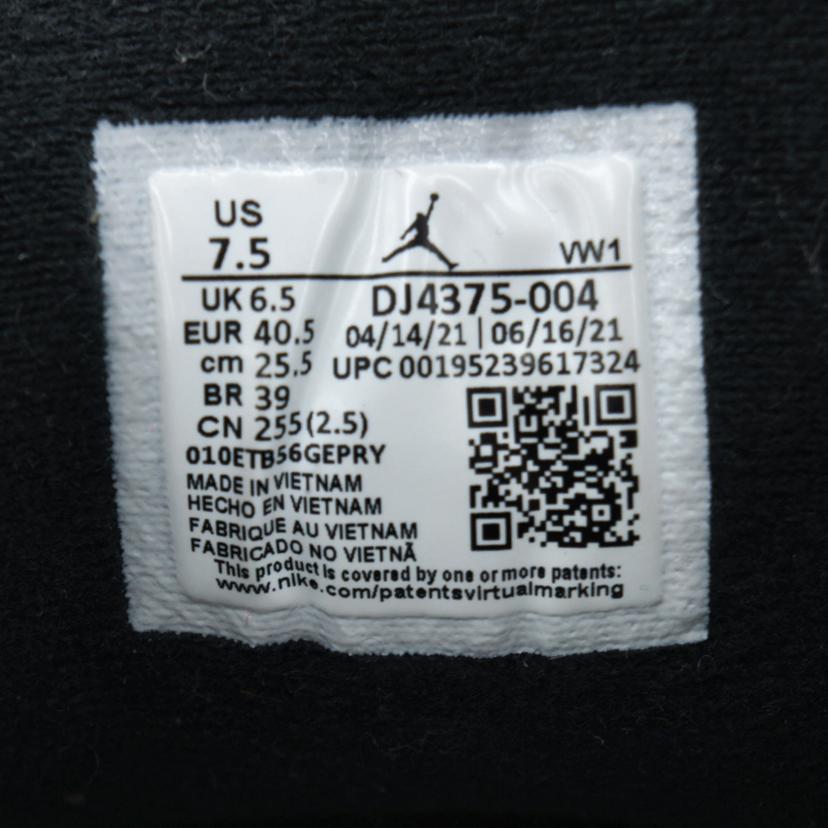 US
7.5
VW1
UK 6.5
DJ4375-004
EUR 40.5
04/14/21 | 06/16/21
cm 25.5
UPC 00195239617324
BR 39
CN 255(2.5)
010ETB56GEPRY
MADE IN VIETNAM
HECHO EN VIETNAM
FABRIQUE AU VIETNAM
FABRICADO NO VIETNÃ
This product is covered by one or more patents:
www.nike.com/patentsvirtualmarking